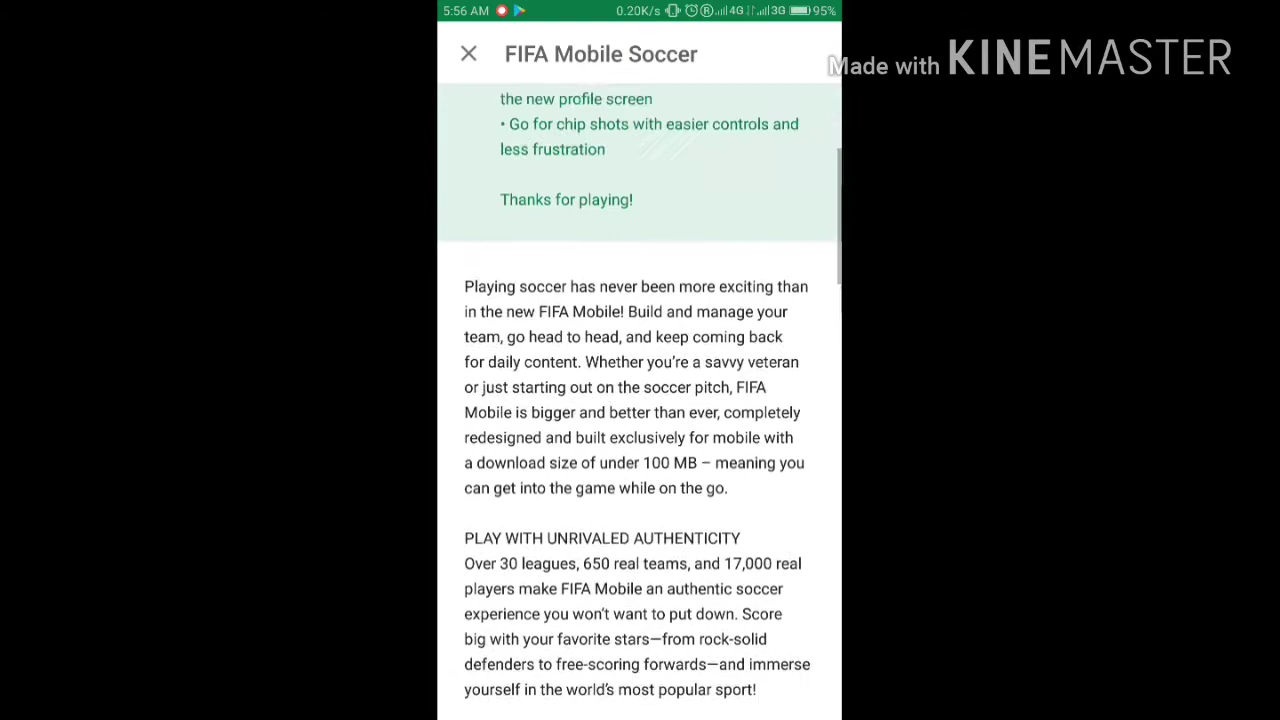 5:56 AM 0.20K/s R 4G 3G 95%
FIFA Mobile Soccer
Made with KINEMASTER
the new profile screen
• Go for chip shots with easier controls and
less frustration
Thanks for playing!
Playing soccer has never been more exciting than
in the new FIFA Mobile! Build and manage your
team, go head to head, and keep coming back
for daily content. Whether you’re a savvy veteran
or just starting out on the soccer pitch, FIFA
Mobile is bigger and better than ever, completely
redesigned and built exclusively for mobile with
a download size of under 100 MB – meaning you
can get into the game while on the go.
PLAY WITH UNRIVALED AUTHENTICITY
Over 30 leagues, 650 real teams, and 17,000 real
players make FIFA Mobile an authentic soccer
experience you won’t want to put down. Score
big with your favorite stars—from rock-solid
defenders to free-scoring forwards—and immerse
yourself in the world’s most popular sport!